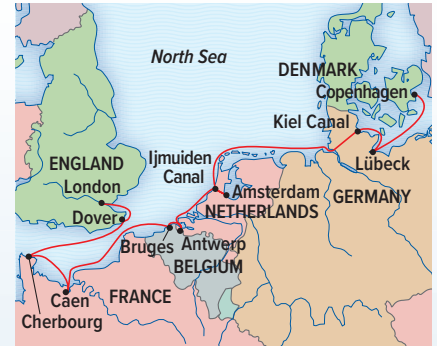 North Sea
DENMARK
Copenhagen
Kiel Canal
ENGLAND
Ijmuiden
Canal
London
Lübeck
Amsterdam
GERMANY
NETHERLANDS
Dover
Bruges
Antwerp
BELGIUM
Caen
FRANCE
Cherbourg